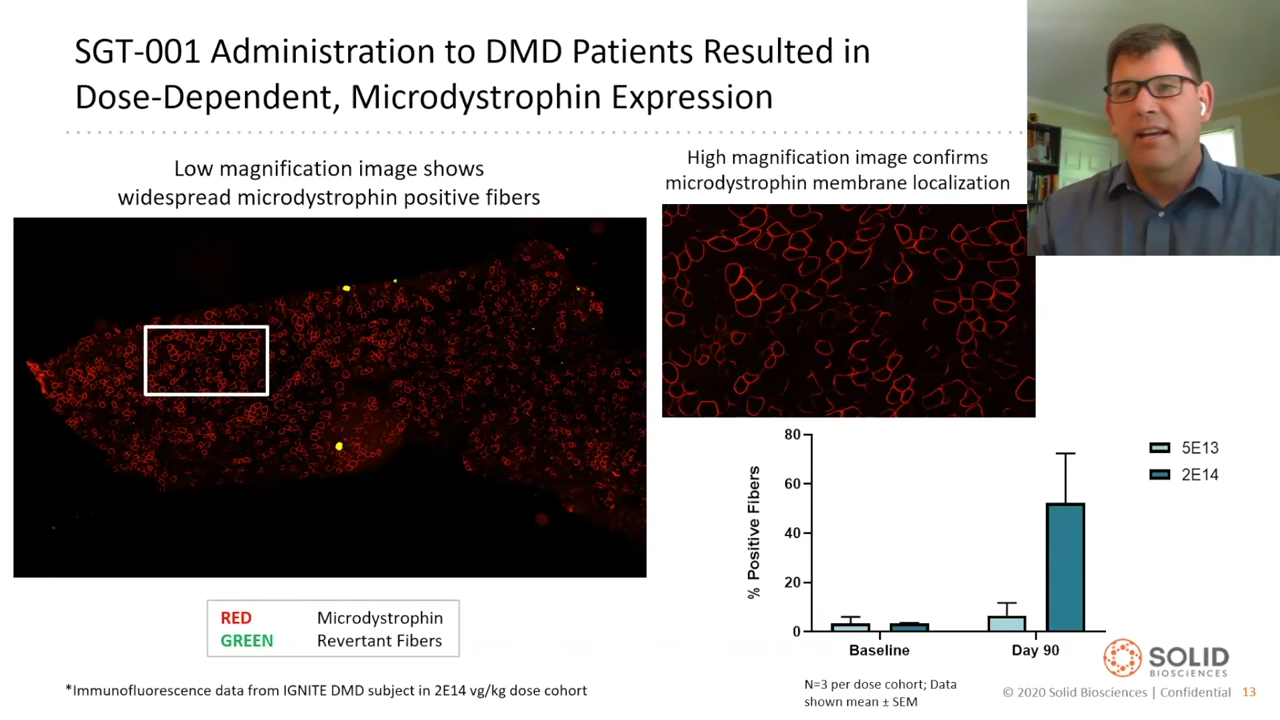 SGT-001 Administration to DMD Patients Resulted in
Dose-Dependent, Microdystrophin Expression
Low magnification image shows
widespread microdystrophin positive fibers
High magnification image confirms
microdystrophin membrane localization
% Positive Fibers
80
60
40
20
0
Baseline
Day 90
5E13
2E14
RED Microdystrophin
GREEN Revertant Fibers
*Immunofluorescence data from IGNITE DMD subject in 2E14 vg/kg dose cohort
N=3 per dose cohort; Data
shown mean ± SEM
SOLID
BIOSCIENCES
© 2020 Solid Biosciences | Confidential 13